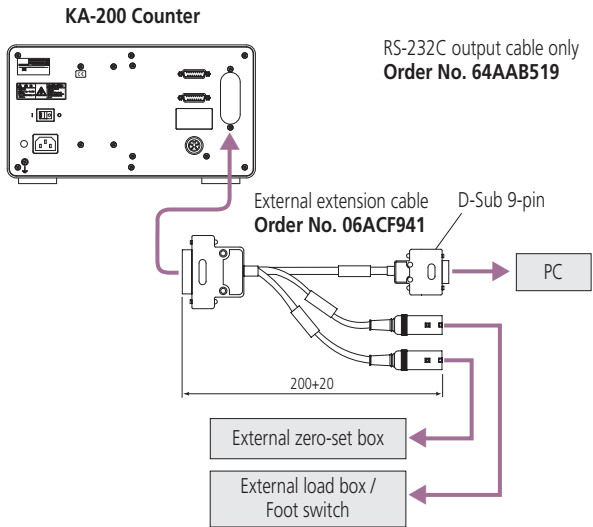 KA-200 Counter
RS-232C output cable only
Order No. 64AAB519
I
O
External extension cable
Order No. 06ACF941
D-Sub 9-pin
PC
200+20
External zero-set box
External load box /
Foot switch